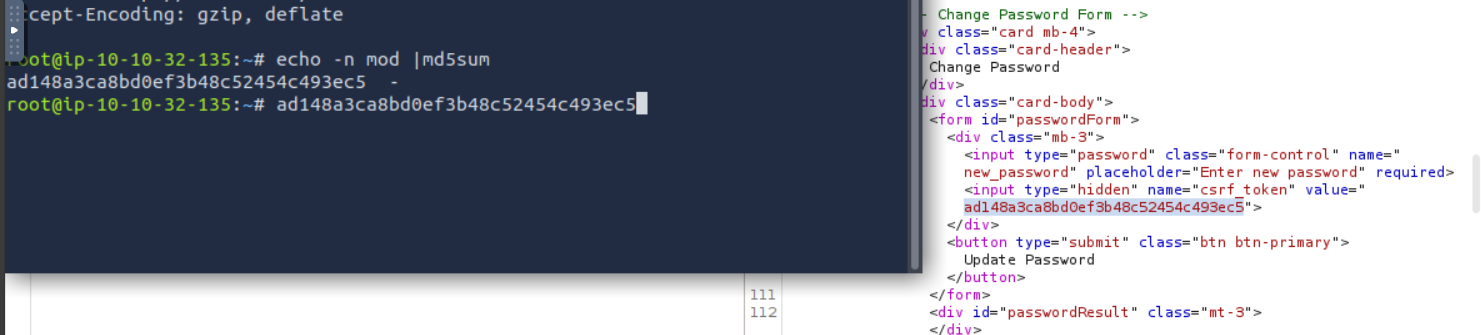 ccept-Encoding: gzip, deflate
oot@ip-10-10-32-135:~# echo -n mod |md5sum
ad148a3ca8bd0ef3b48c52454c493ec5  -
root@ip-10-10-32-135:~# ad148a3ca8bd0ef3b48c52454c493ec5
- Change Password Form -->
v class="card mb-4">
div class="card-header">
Change Password
/div>
div class="card-body">
<form id="passwordForm">
<div class="mb-3">
<input type="password" class="form-control" name="
new_password" placeholder="Enter new password" required>
<input type="hidden" name="csrf_token" value="
ad148a3ca8bd0ef3b48c52454c493ec5">
</div>
<button type="submit" class="btn btn-primary">
Update Password
</button>
111 </form>
112 <div id="passwordResult" class="mt-3">
</div>